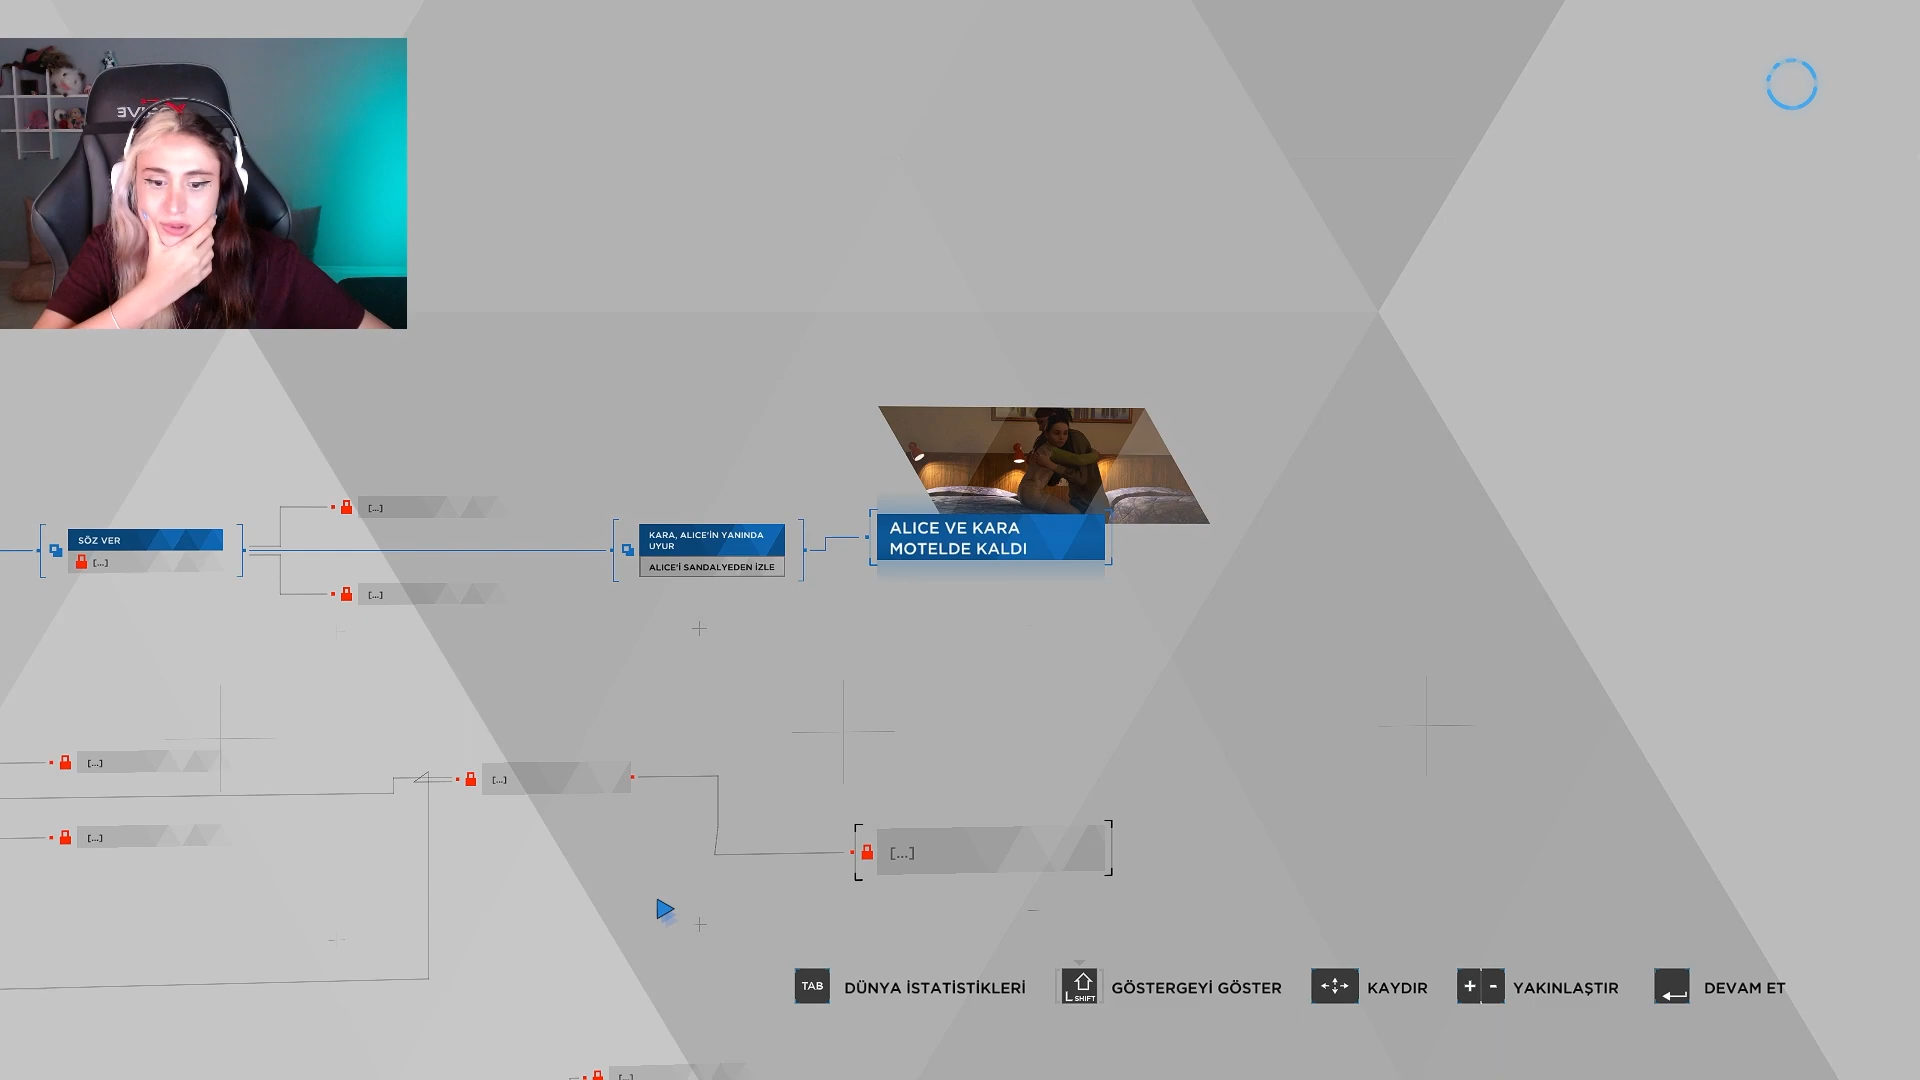 SÖZ VER
[...]
[...]
[...]
KARA, ALICE'İN YANINDA
UYUR
ALICE'İ SANDALYEDEN İZLE
ALICE VE KARA
MOTELDE KALDI
[...]
[...]
[...]
[...]
[...]
TAB DÜNYA İSTATİSTİKLERİ
L SHIFT GÖSTERGEYİ GÖSTER
KAYDIR
+ - YAKINLAŞTIR
DEVAM ET